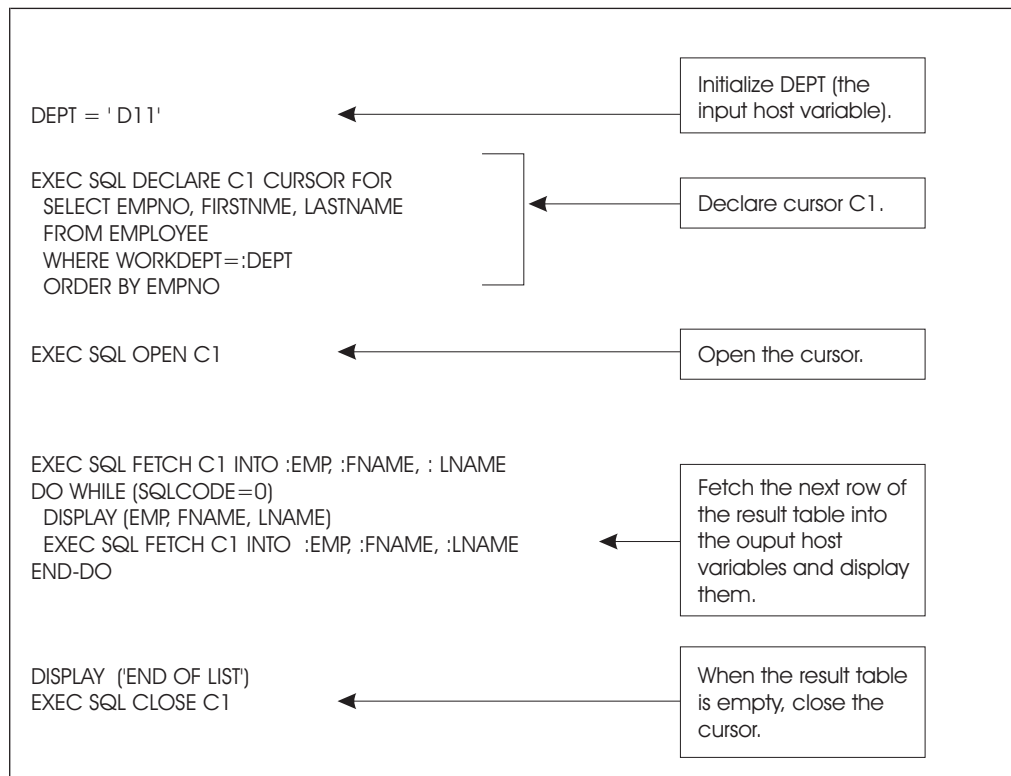 Initialize DEPT (the
input host variable).
DEPT = ' D11'
EXEC SQL DECLARE C1 CURSOR FOR
SELECT EMPNO, FIRSTNME, LASTNAME
FROM EMPLOYEE
WHERE WORKDEPT=:DEPT
ORDER BY EMPNO
Declare cursor C1.
EXEC SQL OPEN C1
Open the cursor.
EXEC SQL FETCH C1 INTO :EMP, :FNAME, : LNAME
DO WHILE (SQLCODE=0)
DISPLAY (EMP, FNAME, LNAME)
EXEC SQL FETCH C1 INTO :EMP, :FNAME, :LNAME
END-DO
Fetch the next row of
the result table into
the ouput host
variables and display
them.
DISPLAY ('END OF LIST')
EXEC SQL CLOSE C1
When the result table
is empty, close the
cursor.